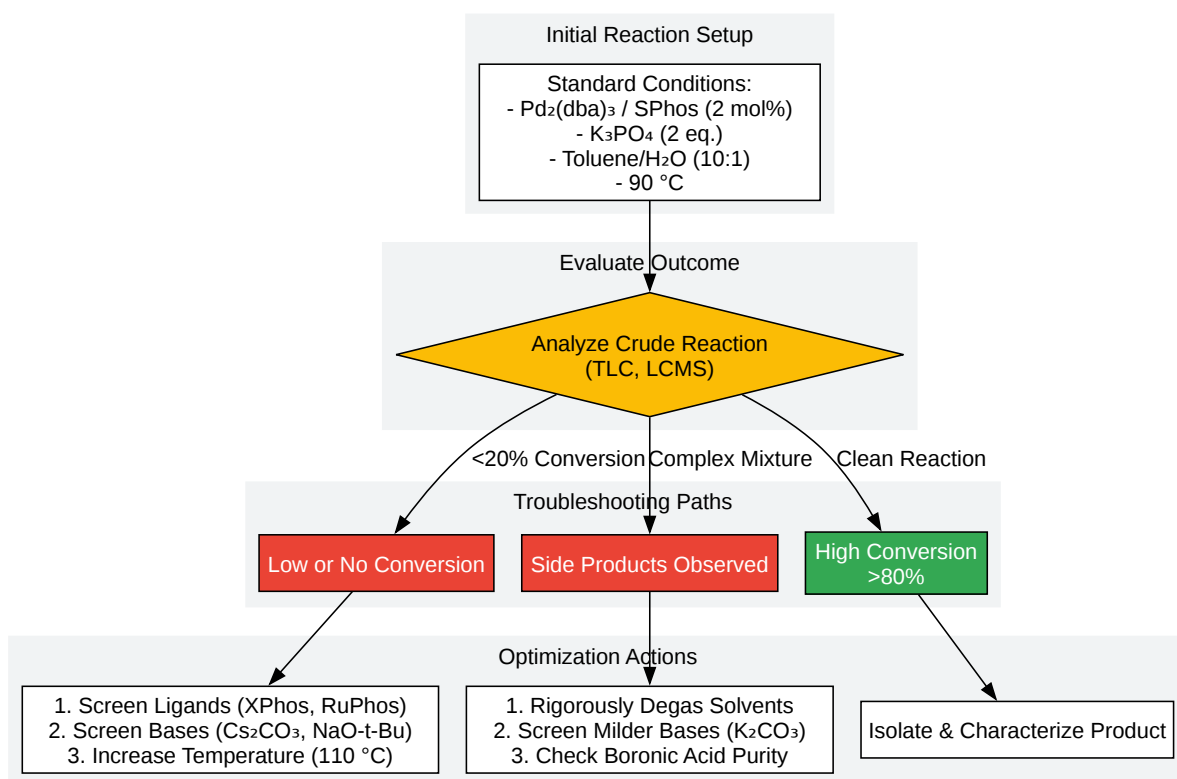 Initial Reaction Setup
Standard Conditions:
- Pd₂(dba)₃ / SPhos (2 mol%)
- K₃PO₄ (2 eq.)
- Toluene/H₂O (10:1)
- 90 °C
Evaluate Outcome
Analyze Crude Reaction
(TLC, LCMS)
<20% Conversion
Complex Mixture
Clean Reaction
Troubleshooting Paths
Low or No Conversion
Side Products Observed
High Conversion
>80%
Optimization Actions
1. Screen Ligands (XPhos, RuPhos)
2. Screen Bases (Cs₂CO₃, NaO-t-Bu)
3. Increase Temperature (110 °C)
1. Rigorously Degas Solvents
2. Screen Milder Bases (K₂CO₃)
3. Check Boronic Acid Purity
Isolate & Characterize Product